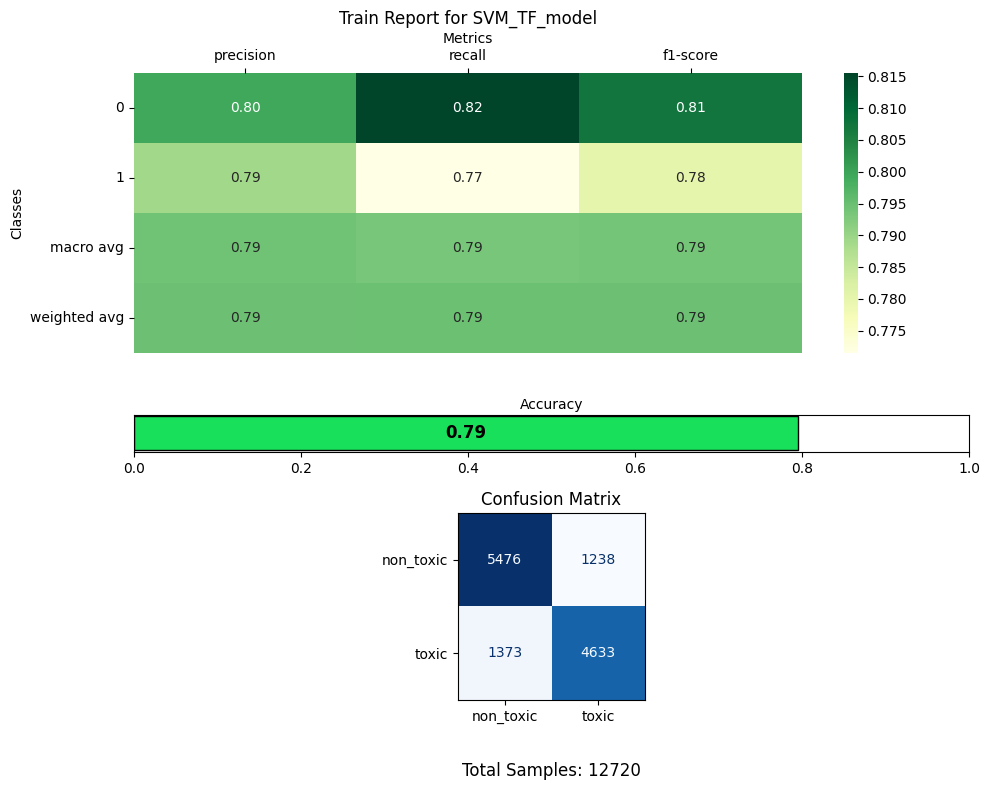 Train Report for SVM_TF_model
Metrics
precision recall f1-score
Classes
0 0.80 0.82 0.81
1 0.79 0.77 0.78
macro avg 0.79 0.79 0.79
weighted avg 0.79 0.79 0.79
0.815
0.810
0.805
0.800
0.795
0.790
0.785
0.780
0.775
Accuracy
0.79
0.0 0.2 0.4 0.6 0.8 1.0
Confusion Matrix
non_toxic 5476 1238
toxic 1373 4633
non_toxic toxic
Total Samples: 12720